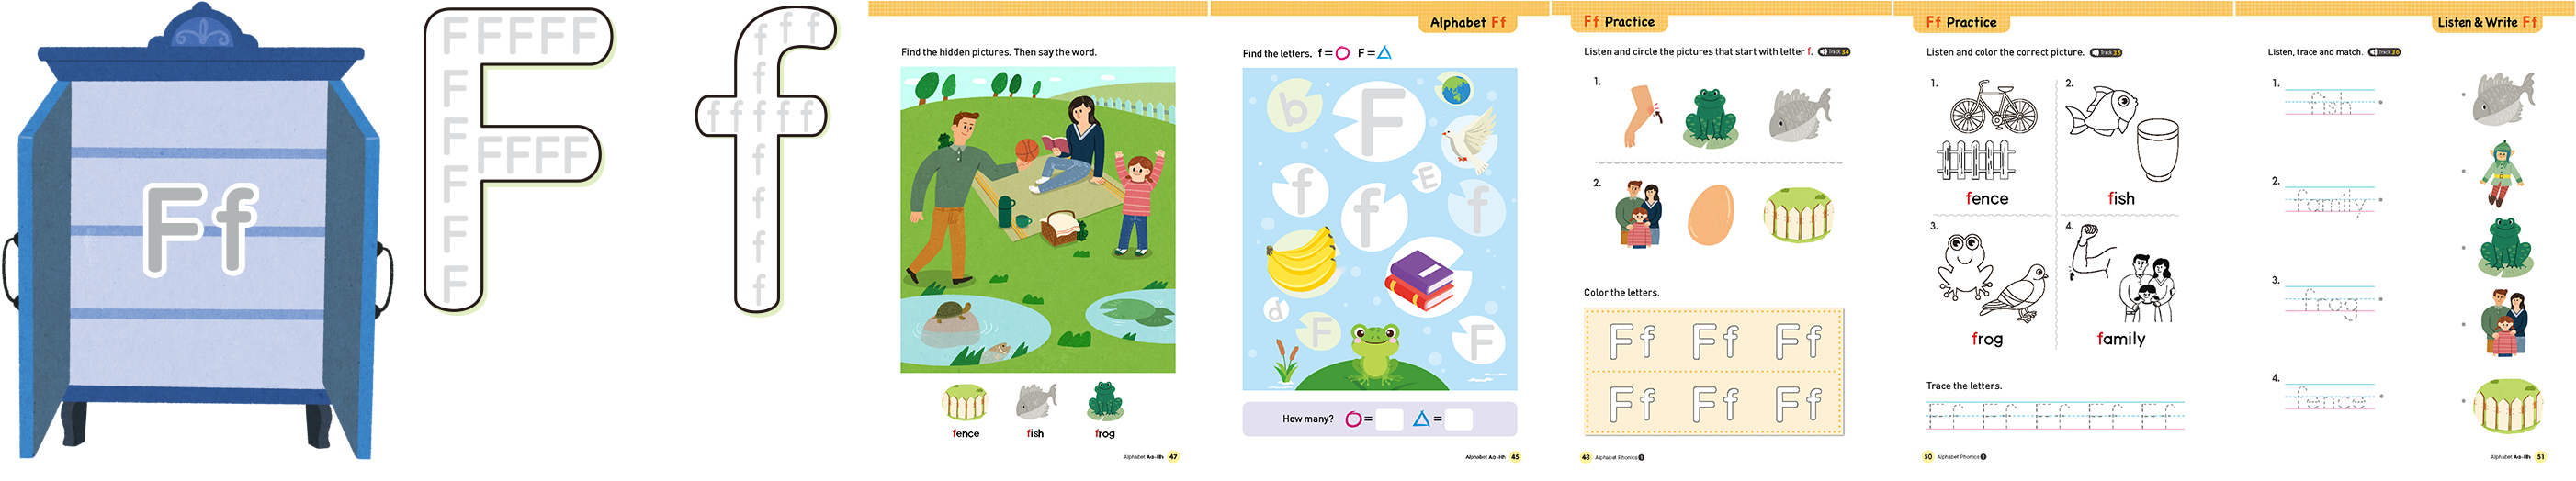 Ff
FFFFF
F
F
FFFF
F
F
F
f f f
f
f f f f f
f
f
f
f
Find the hidden pictures. Then say the word.
fence
fish
frog
Alphabet Aa~Hh 47
Alphabet Ff
Find the letters. f = F =
b
F
f
E
f
f
d
F
F
How many? = =
Alphabet Aa~Hh 45
Ff Practice
Listen and circle the pictures that start with letter f. Track 34
1.
2.
Color the letters.
Ff Ff Ff
Ff Ff Ff
48 Alphabet Phonics 1
Ff Practice
Listen and color the correct picture. Track 35
1.
fence
2.
fish
3.
frog
4.
family
Trace the letters.
Ff Ff Ff Ff Ff
50 Alphabet Phonics 1
Listen & Write Ff
Listen, trace and match. Track 36
1.
fish
2.
family
3.
frog
4.
fence
Alphabet Aa~Hh 51